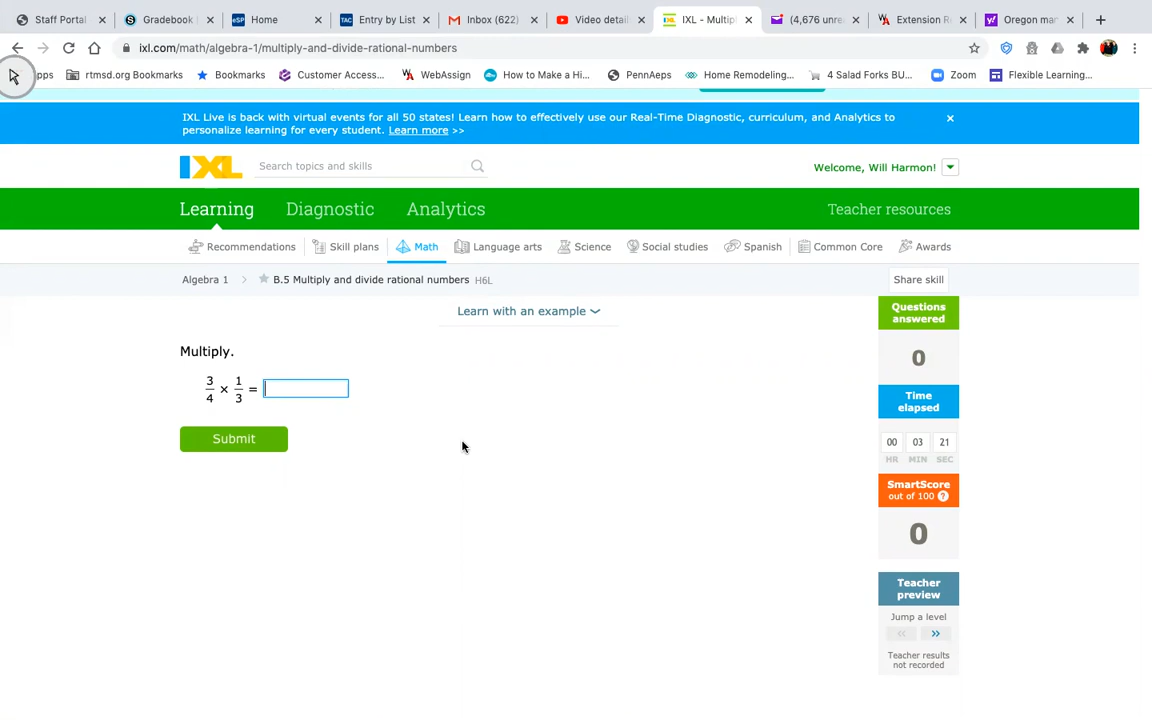 Staff Portal
Gradebook
Home
Entry by List
Inbox (622)
Video detail
IXL - Multipl
(4,676 unre
Extension R
Oregon man
ixl.com/math/algebra-1/multiply-and-divide-rational-numbers
pps
rtmsd.org Bookmarks
Bookmarks
Customer Access...
WebAssign
How to Make a Hi...
PennAeps
Home Remodeling...
4 Salad Forks BU...
Zoom
Flexible Learning...
IXL Live is back with virtual events for all 50 states! Learn how to effectively use our Real-Time Diagnostic, curriculum, and Analytics to
personalize learning for every student. Learn more >>
IXL
Search topics and skills
Welcome, Will Harmon!
Learning
Diagnostic
Analytics
Teacher resources
Recommendations
Skill plans
Math
Language arts
Science
Social studies
Spanish
Common Core
Awards
Algebra 1 > B.5 Multiply and divide rational numbers H6L
Share skill
Learn with an example
Multiply.
3/4 × 1/3 =
Submit
Questions
answered
0
Time
elapsed
00 03 21
HR MIN SEC
SmartScore
out of 100 ?
0
Teacher
preview
Jump a level
Teacher results
not recorded